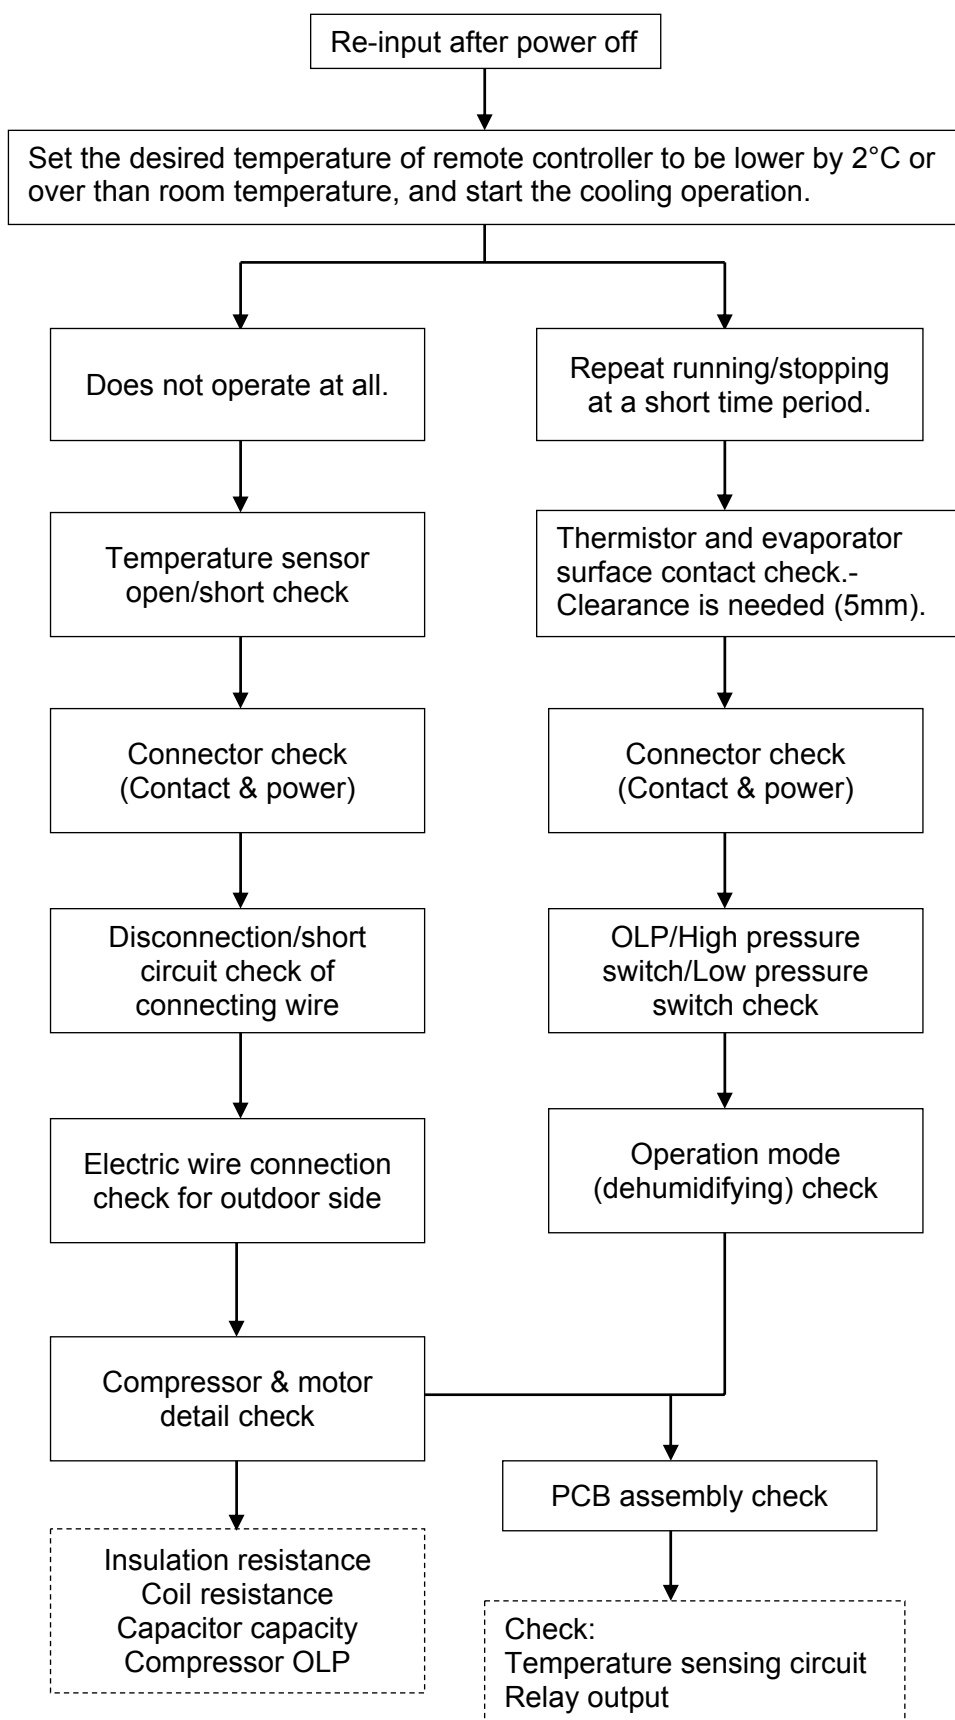 Re-input after power off
Set the desired temperature of remote controller to be lower by 2°C or
over than room temperature, and start the cooling operation.
Does not operate at all.
Repeat running/stopping
at a short time period.
Temperature sensor
open/short check
Thermistor and evaporator
surface contact check.-
Clearance is needed (5mm).
Connector check
(Contact & power)
Connector check
(Contact & power)
Disconnection/short
circuit check of
connecting wire
OLP/High pressure
switch/Low pressure
switch check
Electric wire connection
check for outdoor side
Operation mode
(dehumidifying) check
Compressor & motor
detail check
PCB assembly check
Insulation resistance
Coil resistance
Capacitor capacity
Compressor OLP
Check:
Temperature sensing circuit
Relay output